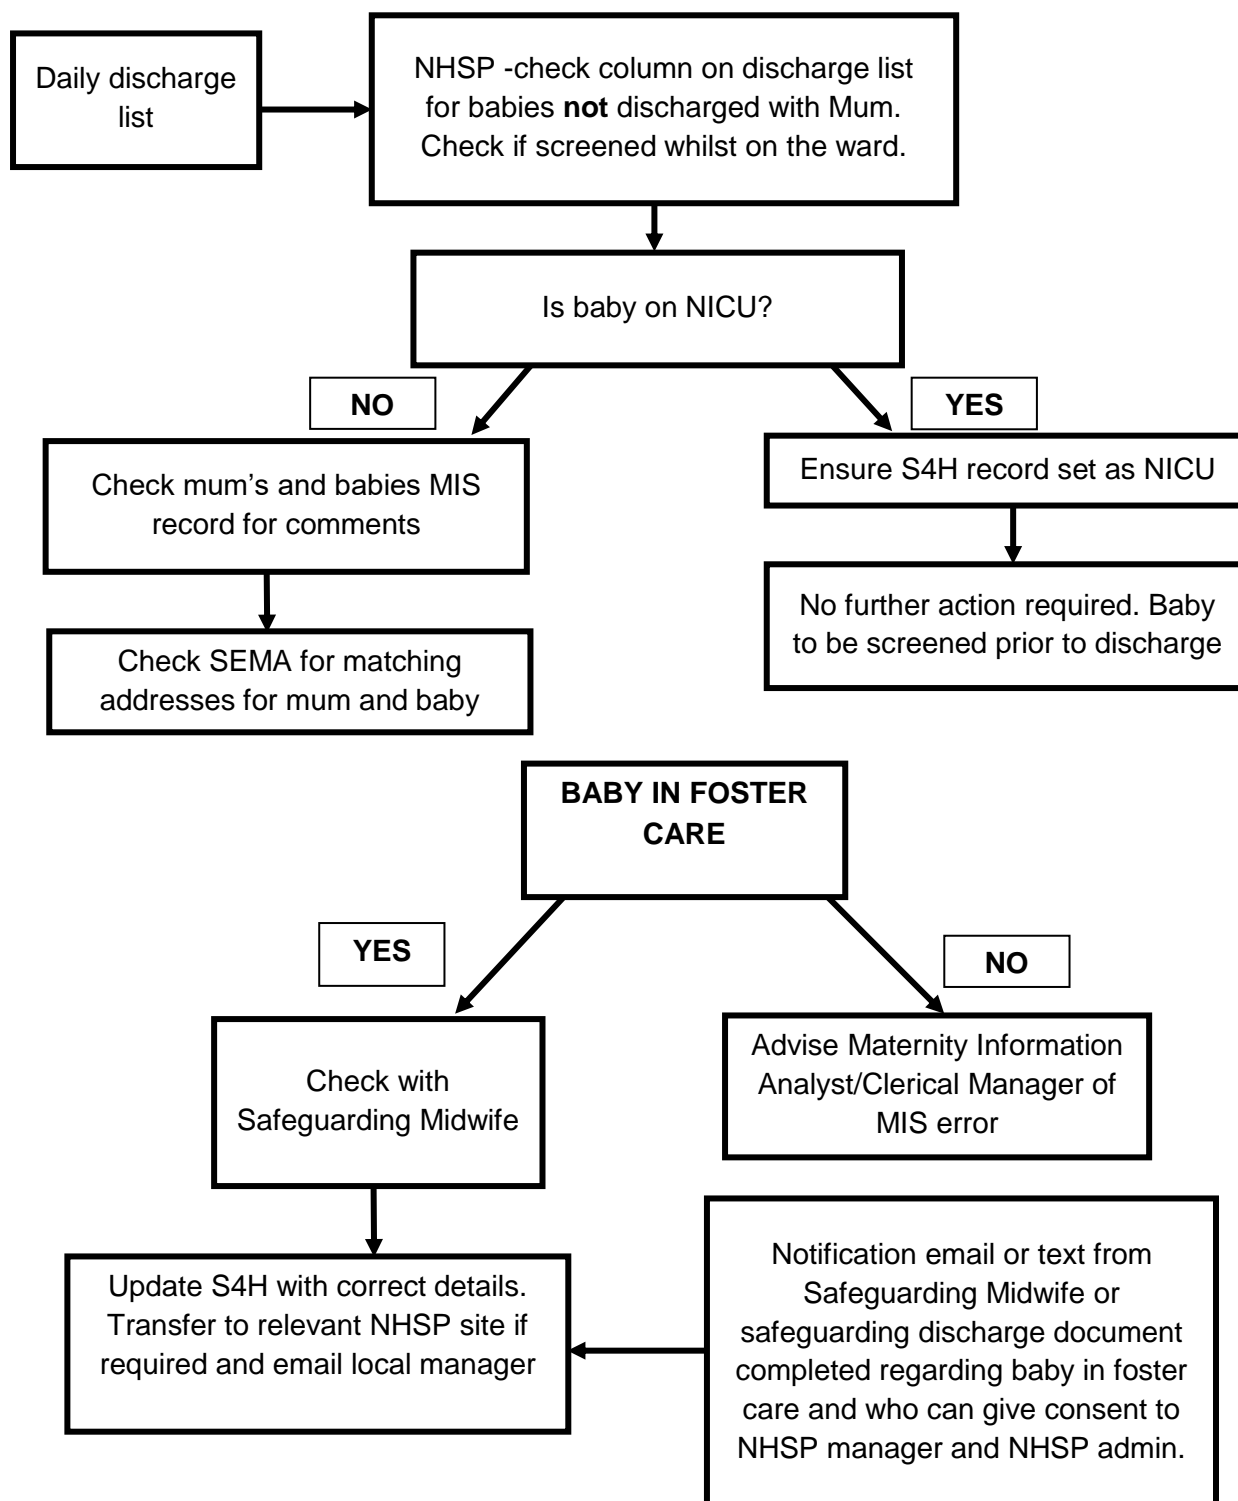 Daily discharge
list
NHSP -check column on discharge list
for babies not discharged with Mum.
Check if screened whilst on the ward.
Is baby on NICU?
NO
YES
Check mum’s and babies MIS
record for comments
Ensure S4H record set as NICU
Check SEMA for matching
addresses for mum and baby
No further action required. Baby
to be screened prior to discharge
BABY IN FOSTER
CARE
YES
NO
Check with
Safeguarding Midwife
Advise Maternity Information
Analyst/Clerical Manager of
MIS error
Update S4H with correct details.
Transfer to relevant NHSP site if
required and email local manager
Notification email or text from
Safeguarding Midwife or
safeguarding discharge document
completed regarding baby in foster
care and who can give consent to
NHSP manager and NHSP admin.